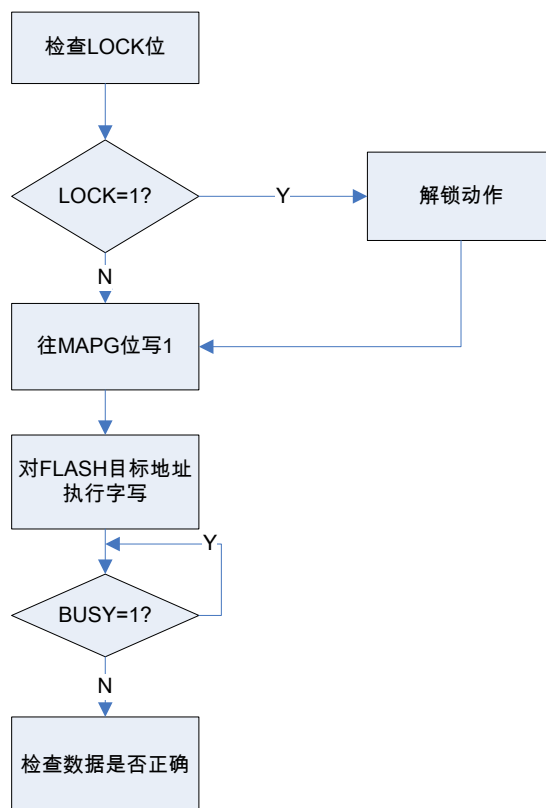 检查LOCK位
LOCK=1?
Y
解锁动作
N
往MAPG位写1
对FLASH目标地址
执行字写
Y
BUSY=1?
N
检查数据是否正确